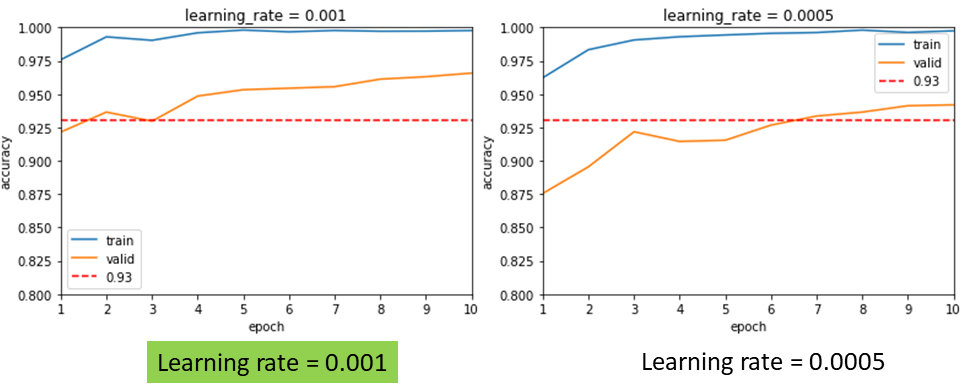 learning_rate = 0.001
1.000
0.975
0.950
0.925
0.900
0.875
0.850
0.825
0.800
accuracy
train
valid
0.93
1 2 3 4 5 6 7 8 9 10
epoch
Learning rate = 0.001
learning_rate = 0.0005
1.000
0.975
0.950
0.925
0.900
0.875
0.850
0.825
0.800
accuracy
train
valid
0.93
1 2 3 4 5 6 7 8 9 10
epoch
Learning rate = 0.0005